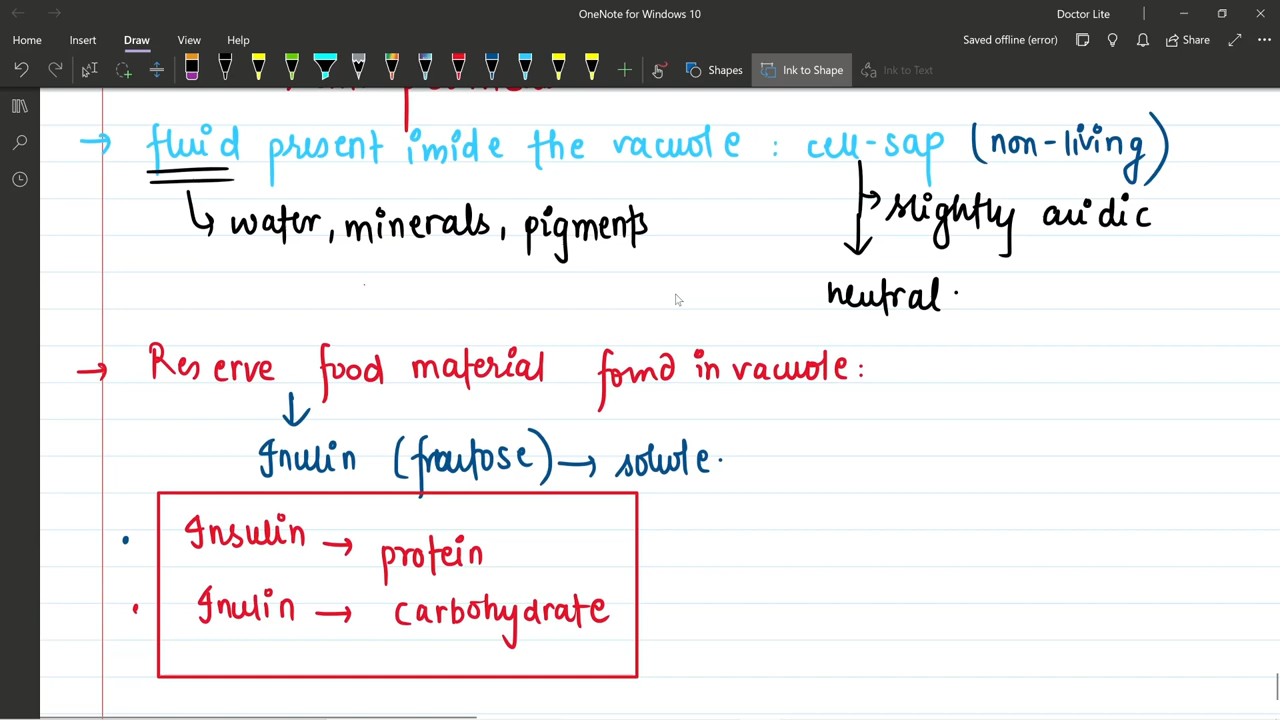 OneNote for Windows 10
Doctor Lite
Home Insert Draw View Help
Saved offline (error)
Share
Shapes
Ink to Shape
Ink to Text
→ fluid present inside the vacuole : cell-sap (non-living)
→ slightly acidic
↳ water, minerals, pigments
neutral.
→ Reserve food material found in vacuole :
Inulin (fructose) → solute.
• Insulin → protein
• Inulin → carbohydrate